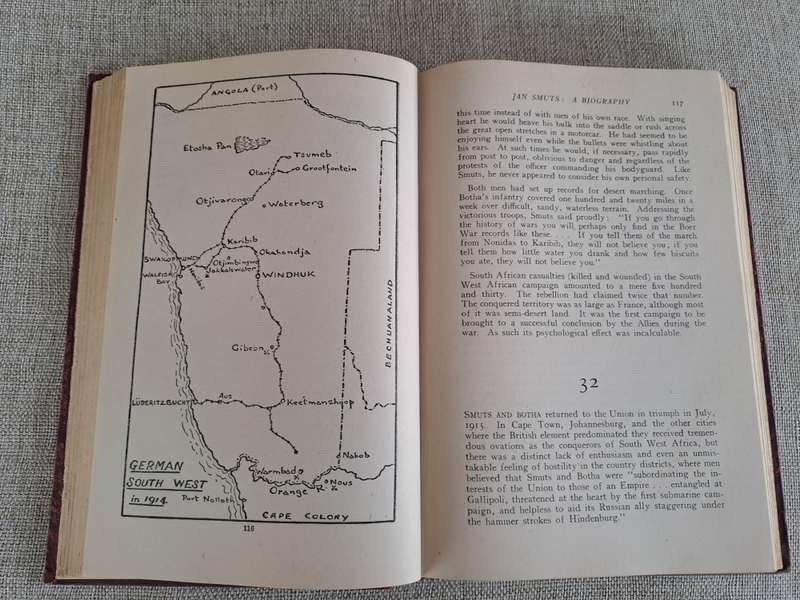 ANGOLA (Part)
Etosha Pan
Tsumeb
Otavi
Grootfontein
Otjivarongo
Waterberg
Karibib
Okahandja
SWAKOPMUND
Otjimbingwe
Jakkalswater
WALFISH
BAY
WINDHUK
BECHUANALAND
Gibeon
LÜDERITZBUCHT
Aus
Keetmanshoop
Nakob
GERMAN
SOUTH WEST
in 1914.
Warmbad
Nous
Orange R
Port Nolloth
CAPE COLONY
116
JAN SMUTS: A BIOGRAPHY 117
this time instead of with men of his own race. With singing
heart he would heave his bulk into the saddle or rush across
the great open stretches in a motorcar. He had seemed to be
enjoying himself even while the bullets were whistling about
his ears. At such times he would, if necessary, pass rapidly
from post to post, oblivious to danger and regardless of the
protests of the officer commanding his bodyguard. Like
Smuts, he never appeared to consider his own personal safety.
Both men had set up records for desert marching. Once
Botha's infantry covered one hundred and twenty miles in a
week over difficult, sandy, waterless terrain. Addressing the
victorious troops, Smuts said proudly: "If you go through
the history of wars you will perhaps only find in the Boer
War records like these. . . . If you tell them of the march
from Nonidas to Karibib, they will not believe you; if you
tell them how little water you drank and how few biscuits
you ate, they will not believe you."
South African casualties (killed and wounded) in the South
West African campaign amounted to a mere five hundred
and thirty. The rebellion had claimed twice that number.
The conquered territory was as large as France, although most
of it was semi-desert land. It was the first campaign to be
brought to a successful conclusion by the Allies during the
war. As such its psychological effect was incalculable.
32
SMUTS AND BOTHA returned to the Union in triumph in July,
1915. In Cape Town, Johannesburg, and the other cities
where the British element predominated they received tremen-
dous ovations as the conquerors of South West Africa, but
there was a distinct lack of enthusiasm and even an unmis-
takable feeling of hostility in the country districts, where men
believed that Smuts and Botha were "subordinating the in-
terests of the Union to those of an Empire . . . entangled at
Gallipoli, threatened at the heart by the first submarine cam-
paign, and helpless to aid its Russian ally staggering under
the hammer strokes of Hindenburg."